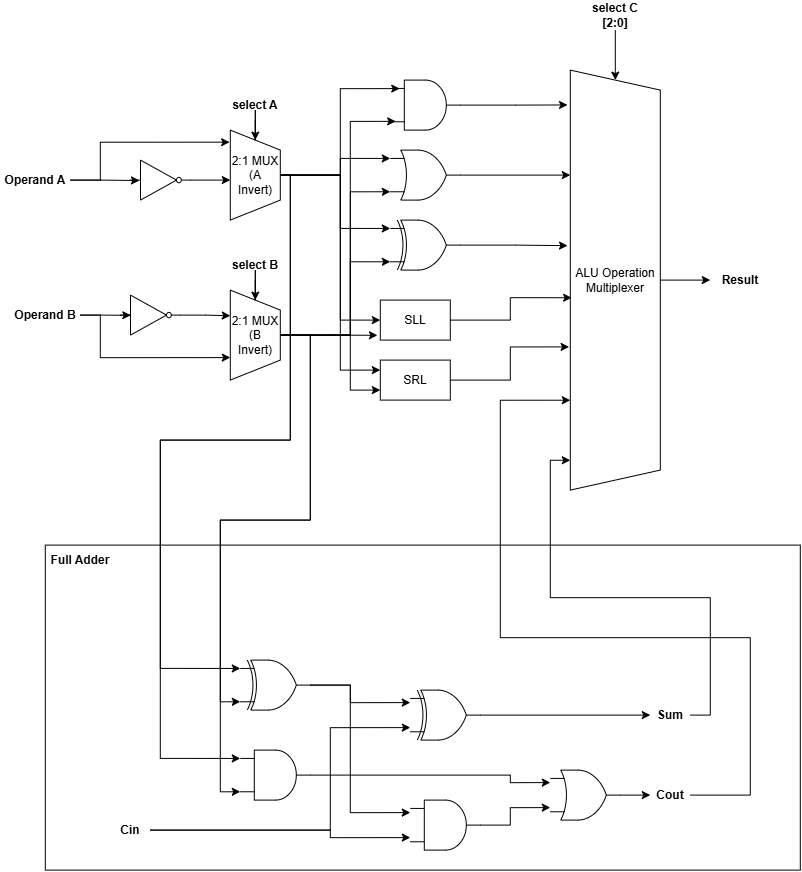 select C
[2:0]
select A
2:1 MUX
(A
Invert)
Operand A
select B
Operand B
2:1 MUX
(B
Invert)
SLL
SRL
ALU Operation
Multiplexer
Result
Full Adder
Sum
Cout
Cin